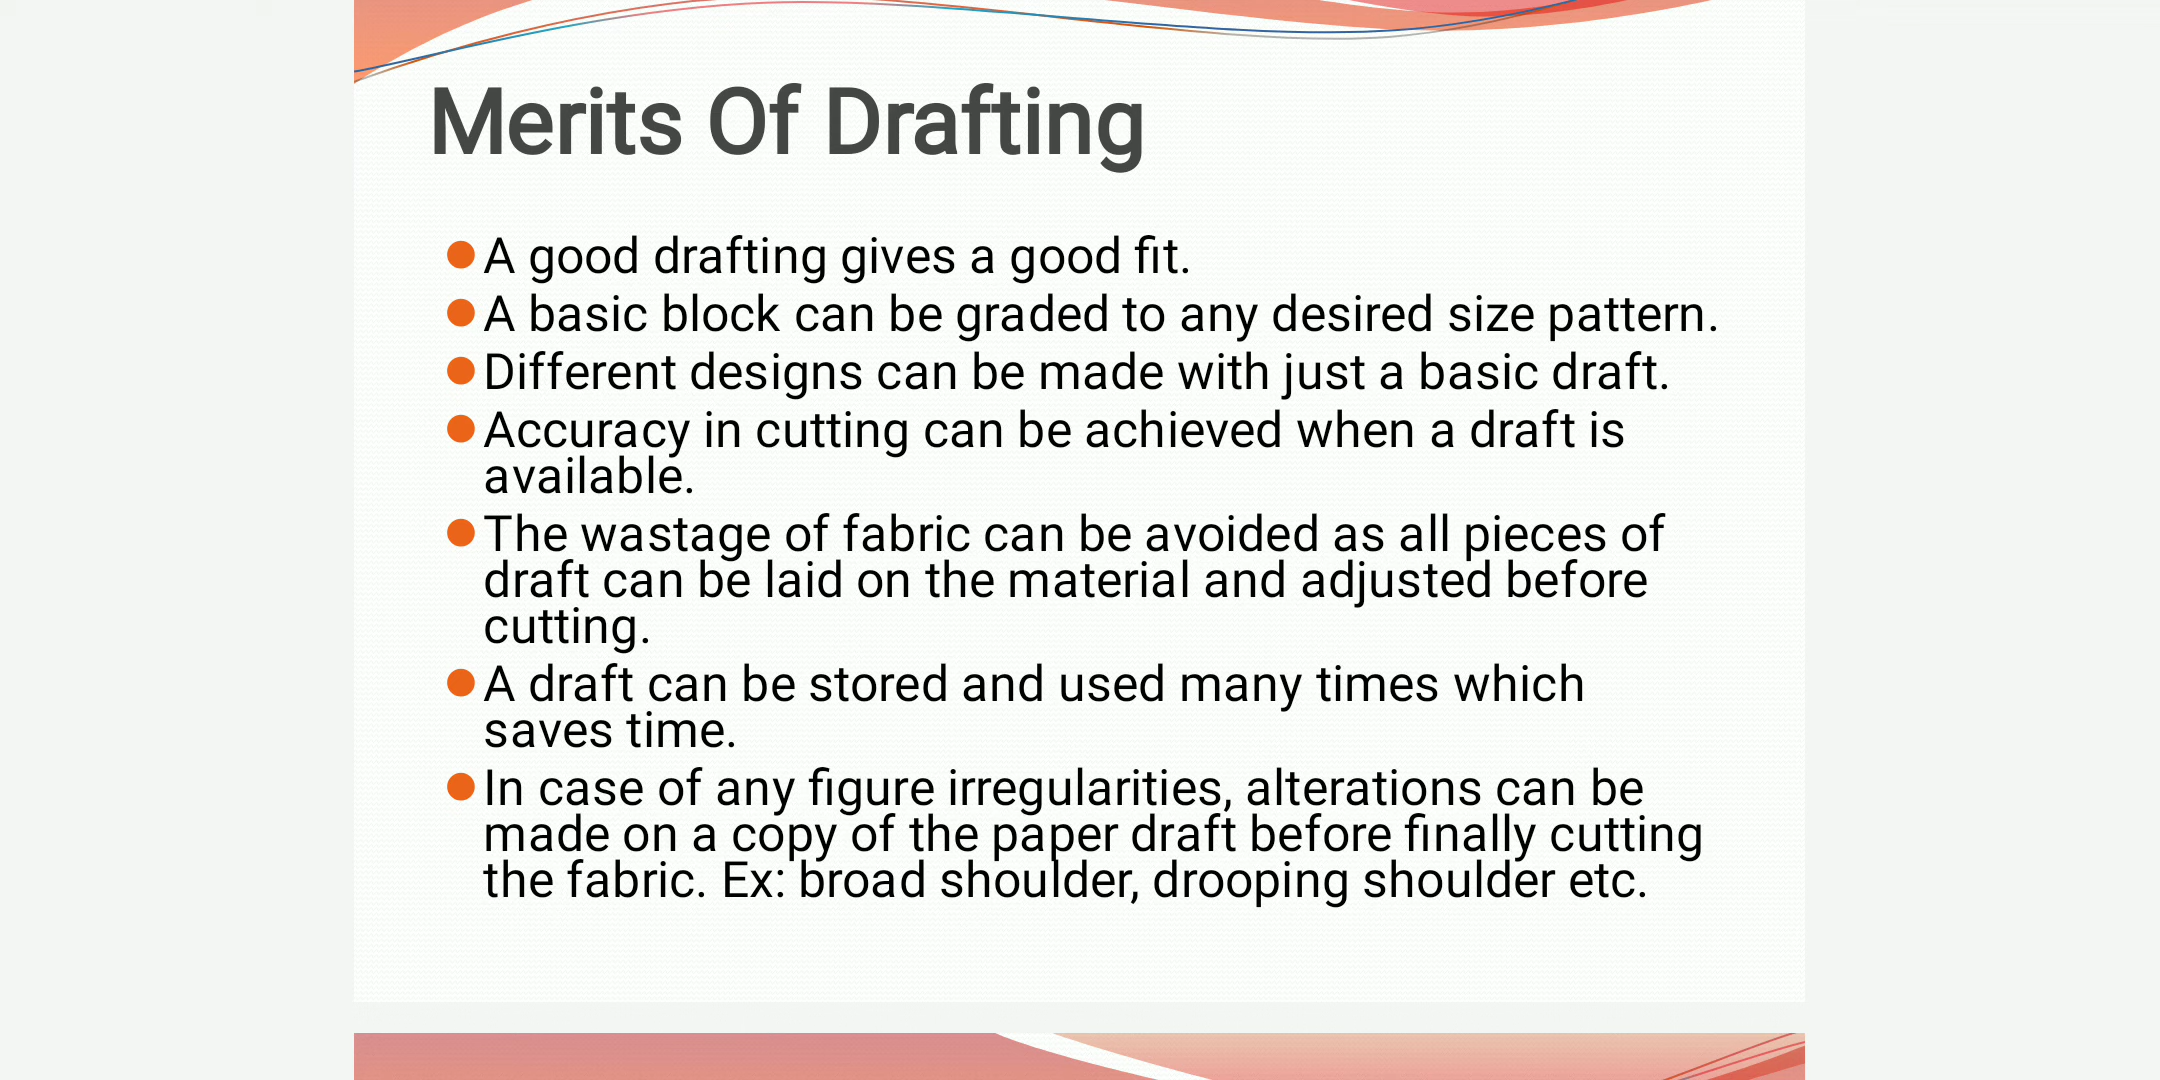 Merits Of Drafting
A good drafting gives a good fit.
A basic block can be graded to any desired size pattern.
Different designs can be made with just a basic draft.
Accuracy in cutting can be achieved when a draft is
available.
The wastage of fabric can be avoided as all pieces of
draft can be laid on the material and adjusted before
cutting.
A draft can be stored and used many times which
saves time.
In case of any figure irregularities, alterations can be
made on a copy of the paper draft before finally cutting
the fabric. Ex: broad shoulder, drooping shoulder etc.